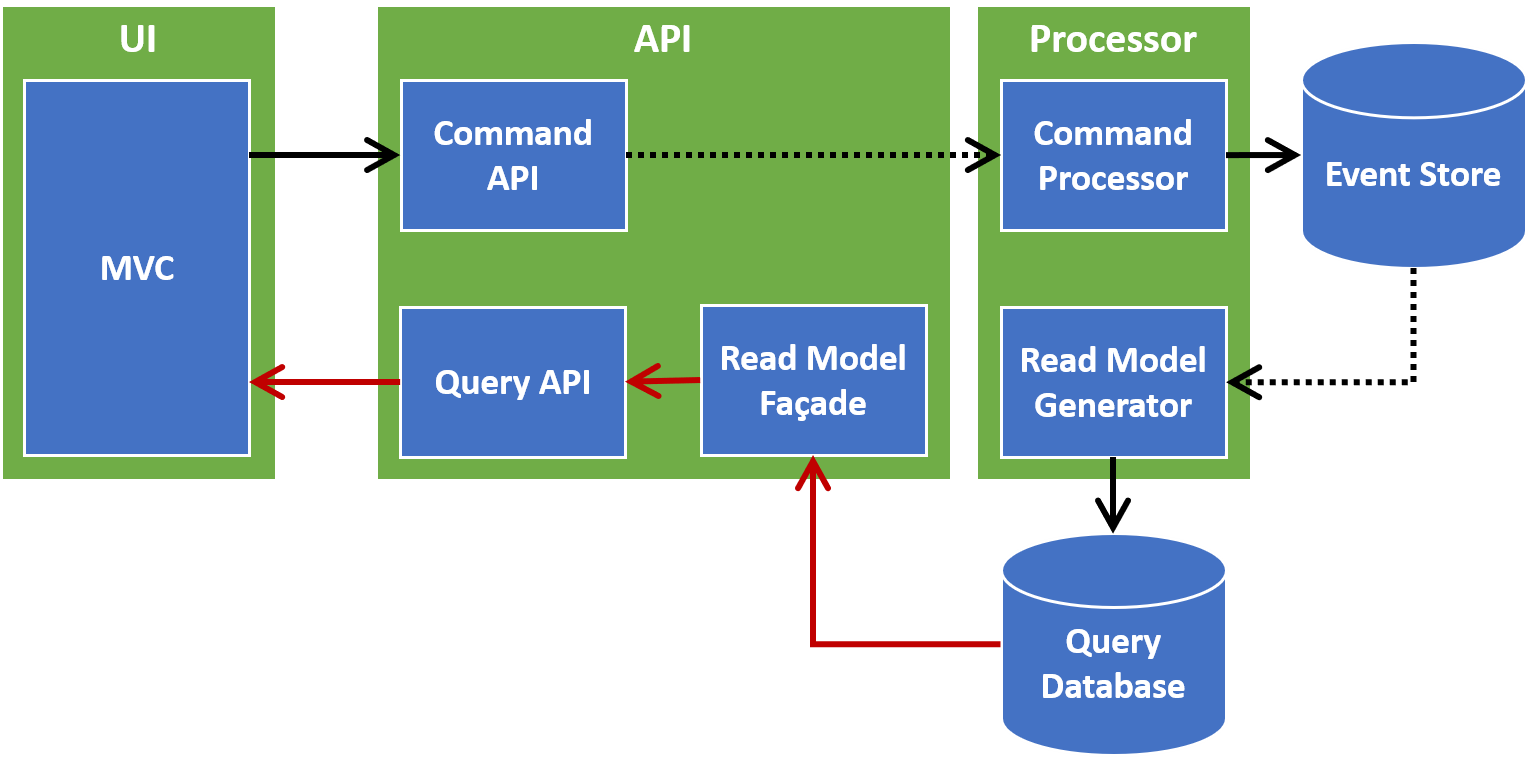 UI
API
Processor
MVC
Command
API
Command
Processor
Event Store
Query API
Read Model
Façade
Read Model
Generator
Query
Database